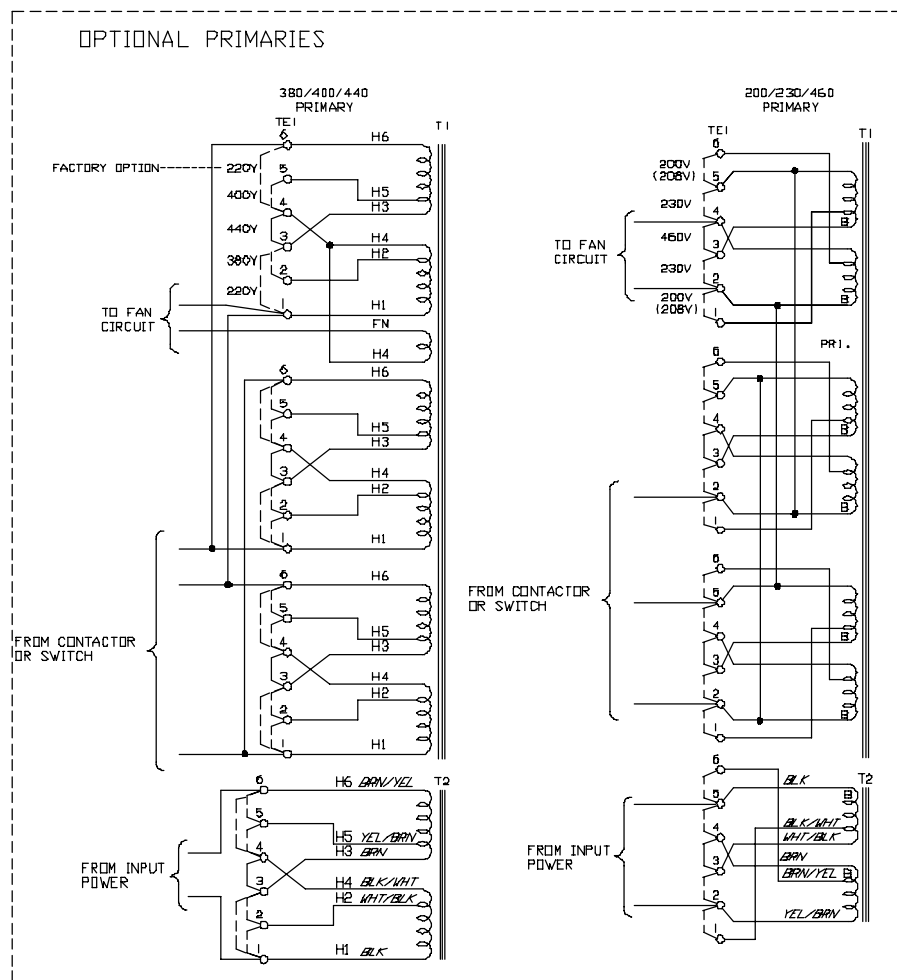 OPTIONAL PRIMARIES
380/400/440
PRIMARY
TE1
T1
6
H6
FACTORY OPTION
220Y
5
400Y
H5
H3
4
440Y
H4
3
380Y
H2
2
220Y
1
H1
TO FAN
CIRCUIT
FN
H4
6
H6
5
H5
H3
4
H4
3
H2
2
1
H1
6
H6
5
H5
H3
4
H4
3
H2
2
1
H1
FROM CONTACTOR
OR SWITCH
T2
6
H6 BRN/YEL
5
H5 YEL/BRN
H3 BRN
4
H4 BLK/WHT
3
H2 WHT/BLK
2
1
H1 BLK
FROM INPUT
POWER
200/230/460
PRIMARY
TE1
T1
6
200V
(208V)
5
230V
4
B
460V
3
230V
2
200V
(208V)
B
1
TO FAN
CIRCUIT
PRI.
6
5
4
B
3
2
B
1
6
5
4
B
3
2
B
1
FROM CONTACTOR
OR SWITCH
T2
6
BLK
5
B
BLK/WHT
4
WHT/BLK
3
BRN
BRN/YEL
B
2
YEL/BRN
1
FROM INPUT
POWER